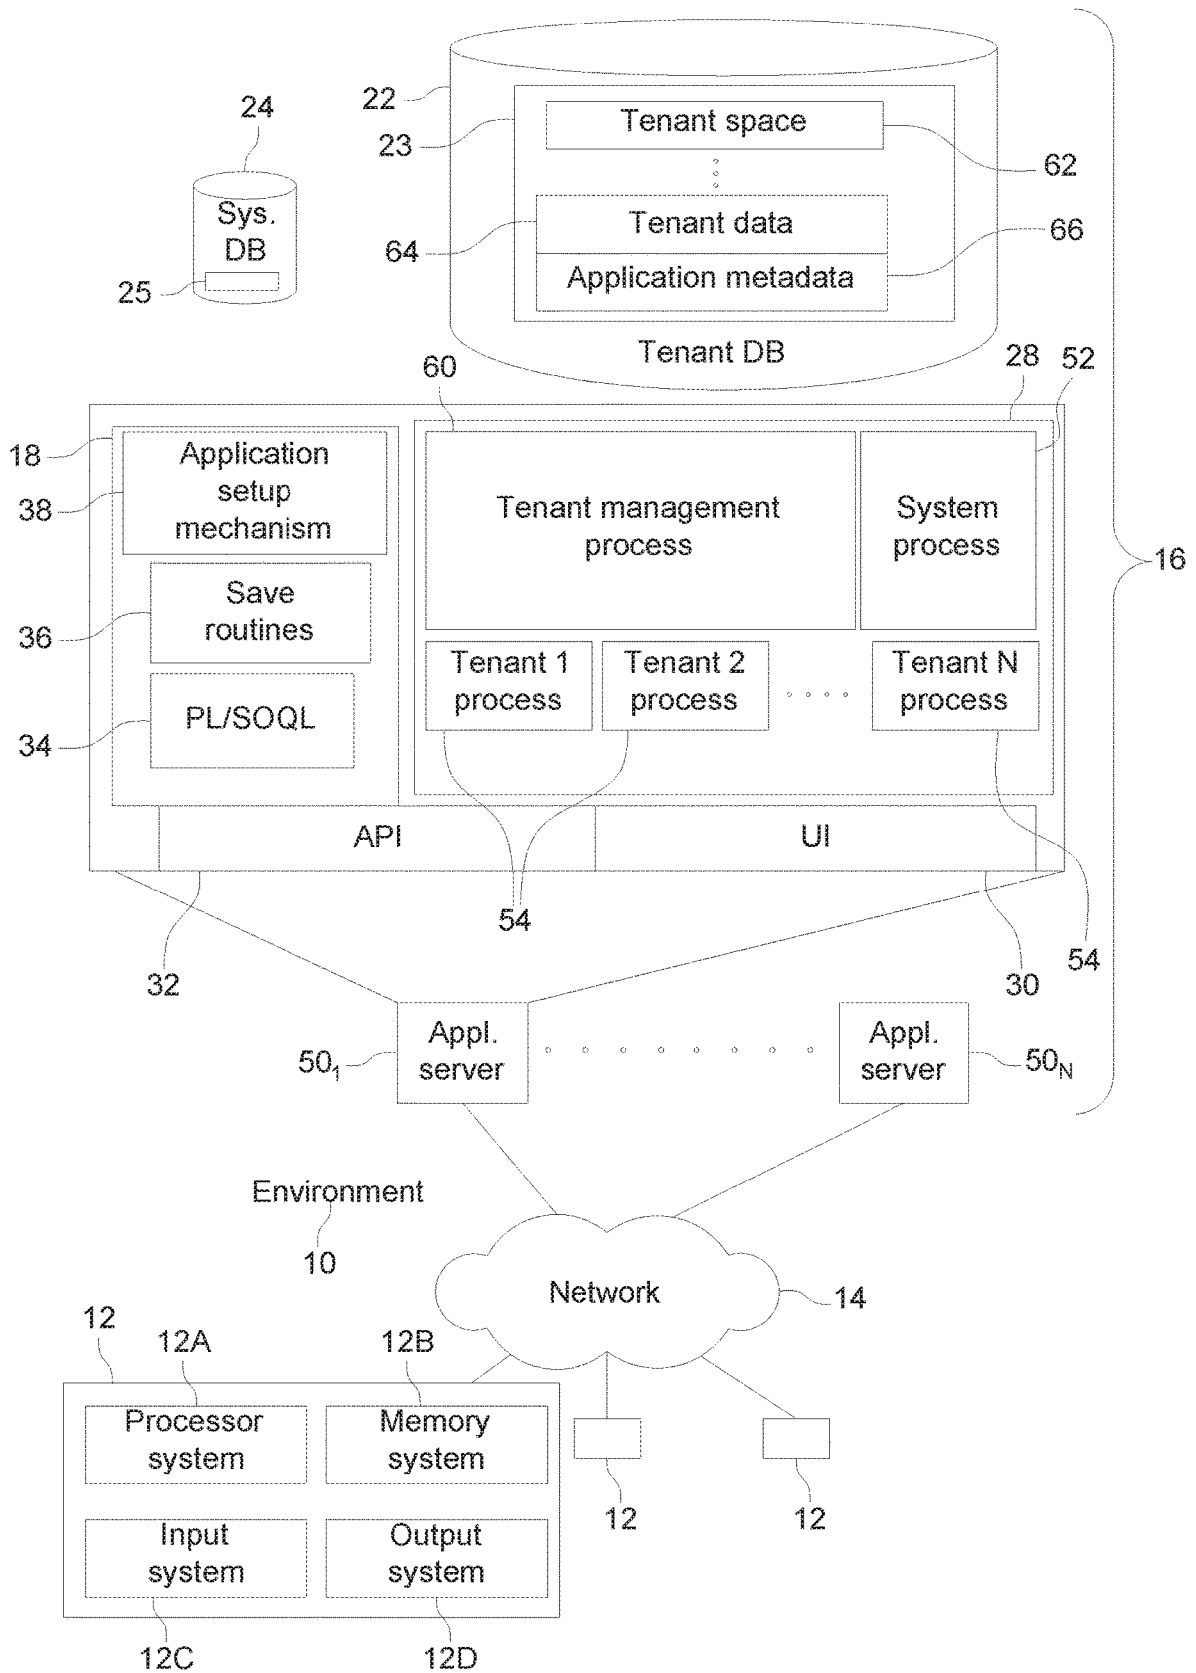 22
24
23
Tenant space
62
Sys.
DB
25
64
Tenant data
66
Application metadata
Tenant DB
60
28
52
18
38
Application
setup
mechanism
Tenant management
process
System
process
16
36
Save
routines
Tenant 1
process
Tenant 2
process
Tenant N
process
34
PL/SOQL
API
UI
32
54
30
54
50₁
Appl.
server
Appl.
server
50N
Environment
10
Network
14
12
12A
12B
Processor
system
Memory
system
12
12
Input
system
Output
system
12C
12D